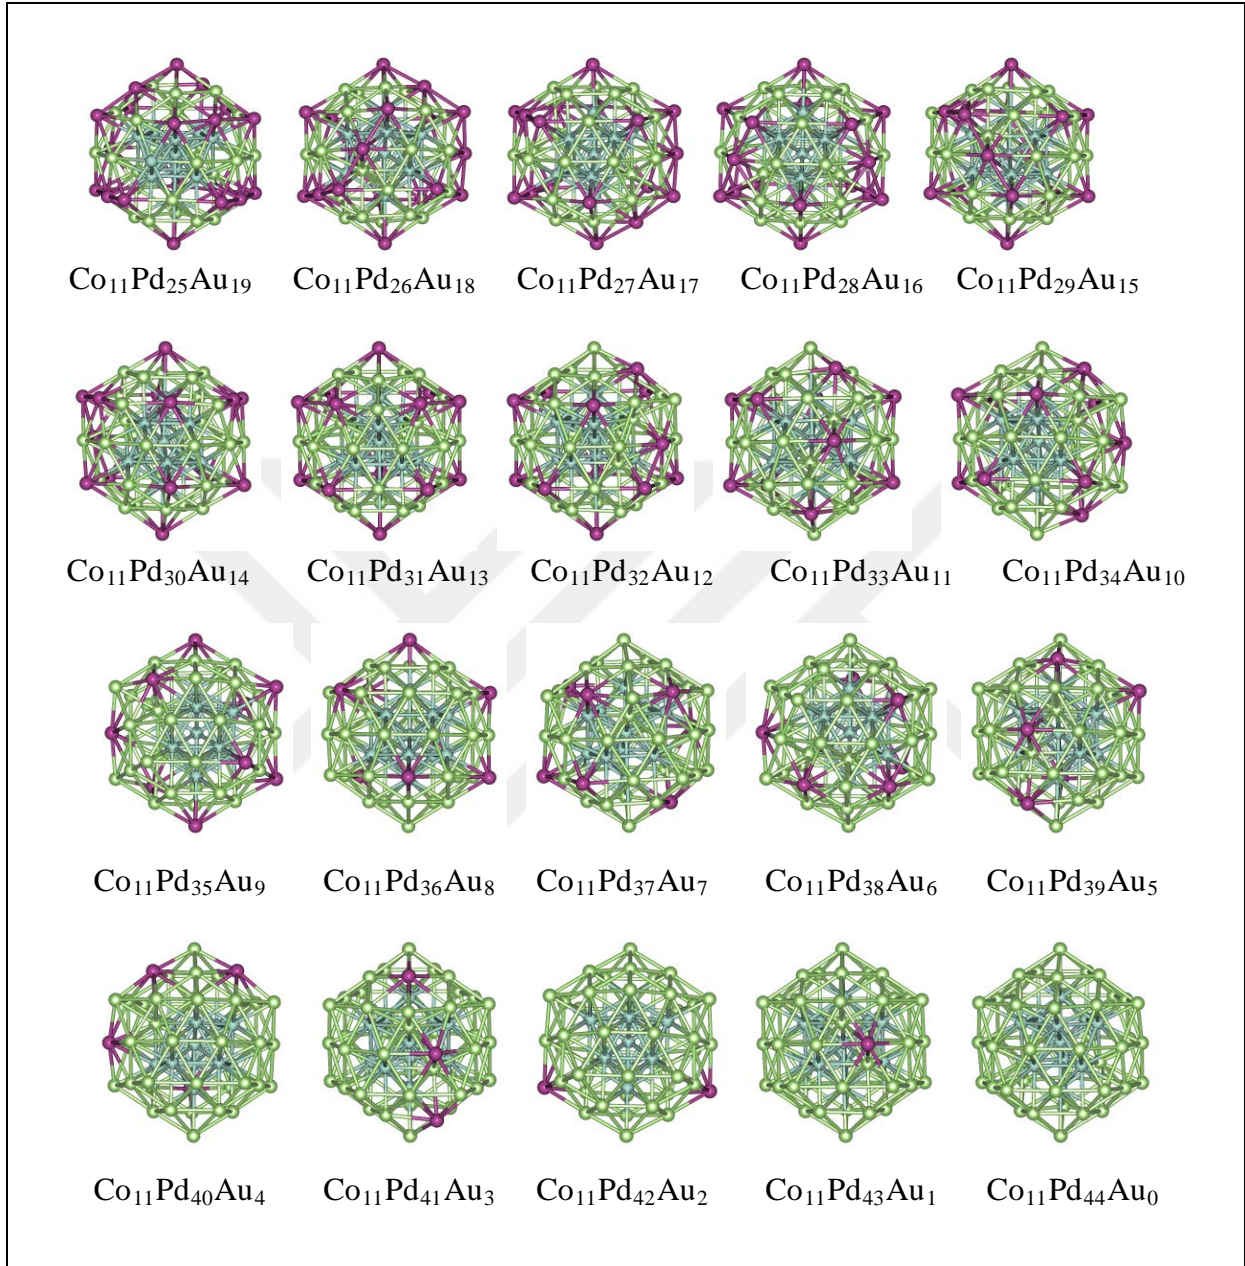 Co₁₁Pd₂₅Au₁₉ Co₁₁Pd₂₆Au₁₈ Co₁₁Pd₂₇Au₁₇ Co₁₁Pd₂₈Au₁₆ Co₁₁Pd₂₉Au₁₅
Co₁₁Pd₃₀Au₁₄ Co₁₁Pd₃₁Au₁₃ Co₁₁Pd₃₂Au₁₂ Co₁₁Pd₃₃Au₁₁ Co₁₁Pd₃₄Au₁₀
Co₁₁Pd₃₅Au₉ Co₁₁Pd₃₆Au₈ Co₁₁Pd₃₇Au₇ Co₁₁Pd₃₈Au₆ Co₁₁Pd₃₉Au₅
Co₁₁Pd₄₀Au₄ Co₁₁Pd₄₁Au₃ Co₁₁Pd₄₂Au₂ Co₁₁Pd₄₃Au₁ Co₁₁Pd₄₄Au₀